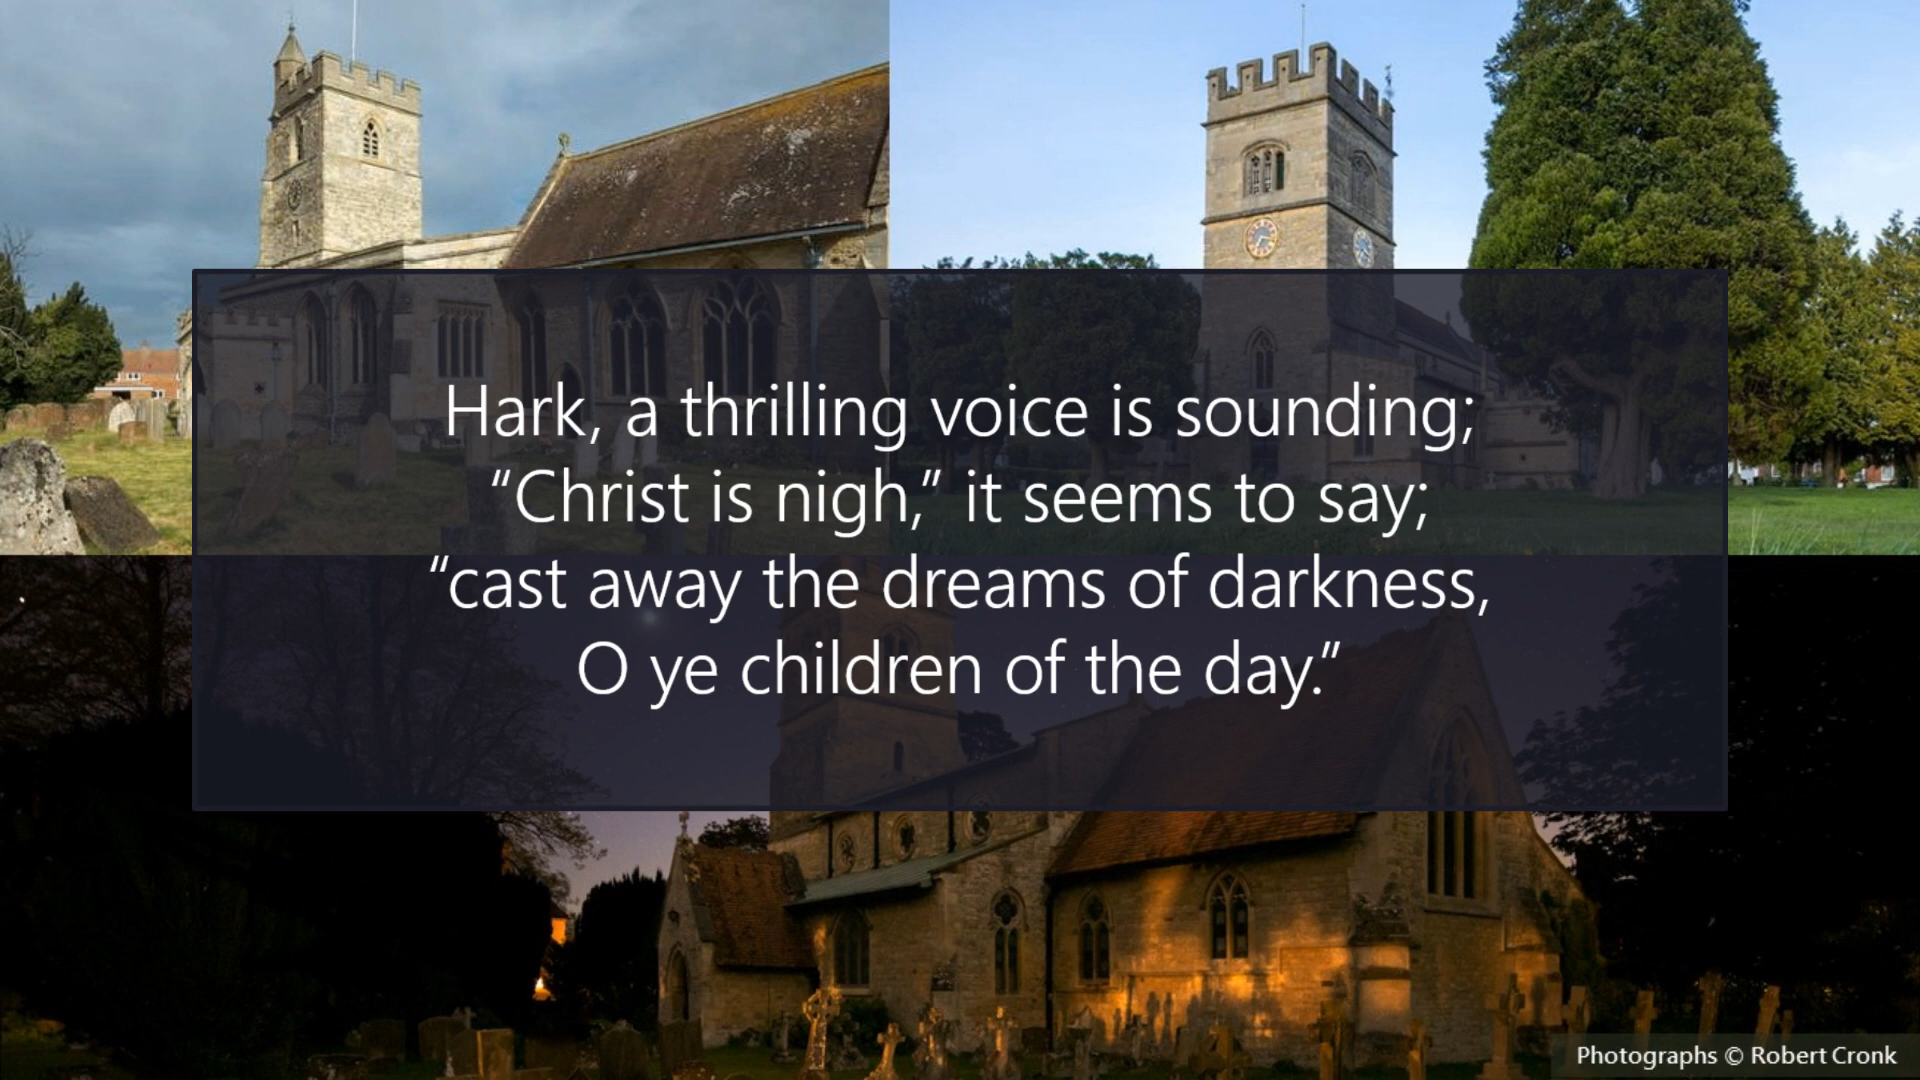 Hark, a thrilling voice is sounding;
“Christ is nigh,” it seems to say;
“cast away the dreams of darkness,
O ye children of the day.”
Photographs © Robert Cronk